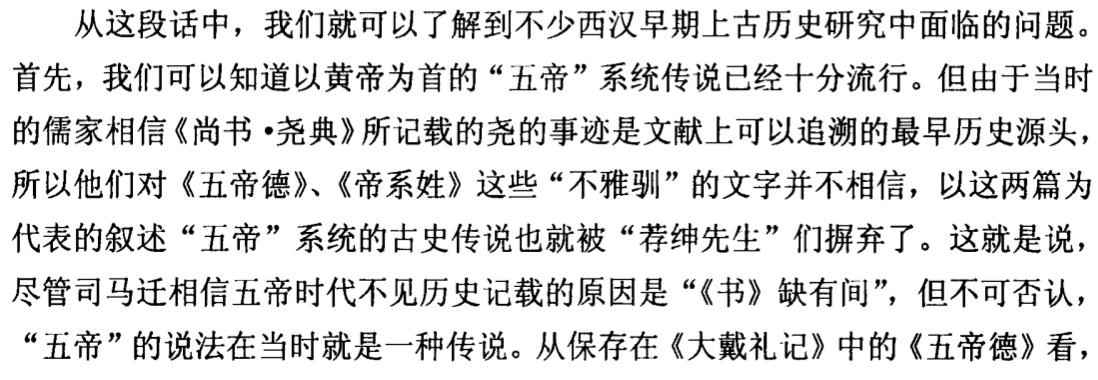 从这段话中，我们就可以了解到不少西汉早期上古历史研究中面临的问题。
首先，我们可以知道以黄帝为首的“五帝”系统传说已经十分流行。但由于当时
的儒家相信《尚书·尧典》所记载的尧的事迹是文献上可以追溯的最早历史源头，
所以他们对《五帝德》、《帝系姓》这些“不雅驯”的文字并不相信，以这两篇为
代表的叙述“五帝”系统的古史传说也就被“荐绅先生”们摒弃了。这就是说，
尽管司马迁相信五帝时代不见历史记载的原因是“《书》缺有间”，但不可否认，
“五帝”的说法在当时就是一种传说。从保存在《大戴礼记》中的《五帝德》看，